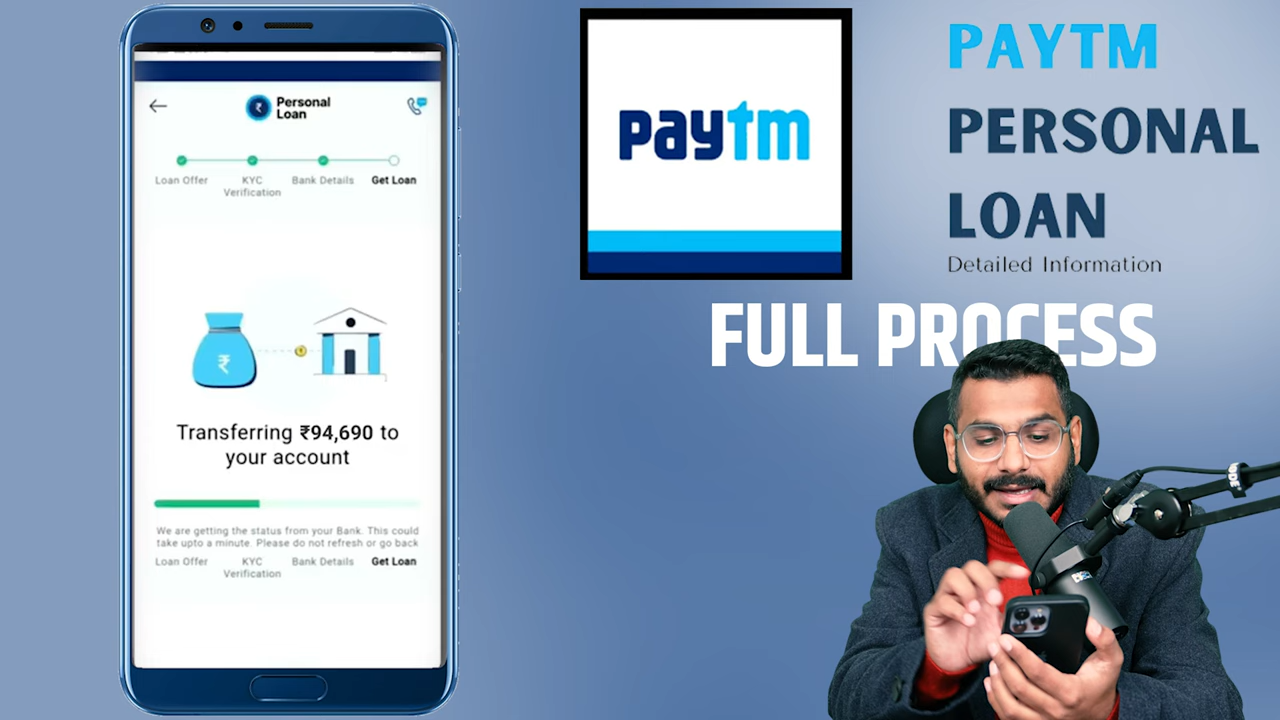 Personal
Loan
Loan Offer
KYC
Verification
Bank Details
Get Loan
₹
Transferring ₹94,690 to
your account
We are getting the status from your Bank. This could
take upto a minute. Please do not refresh or go back
Loan Offer
KYC
Verification
Bank Details
Get Loan
paytm
PAYTM
PERSONAL
LOAN
Detailed Information
FULL PROCESS